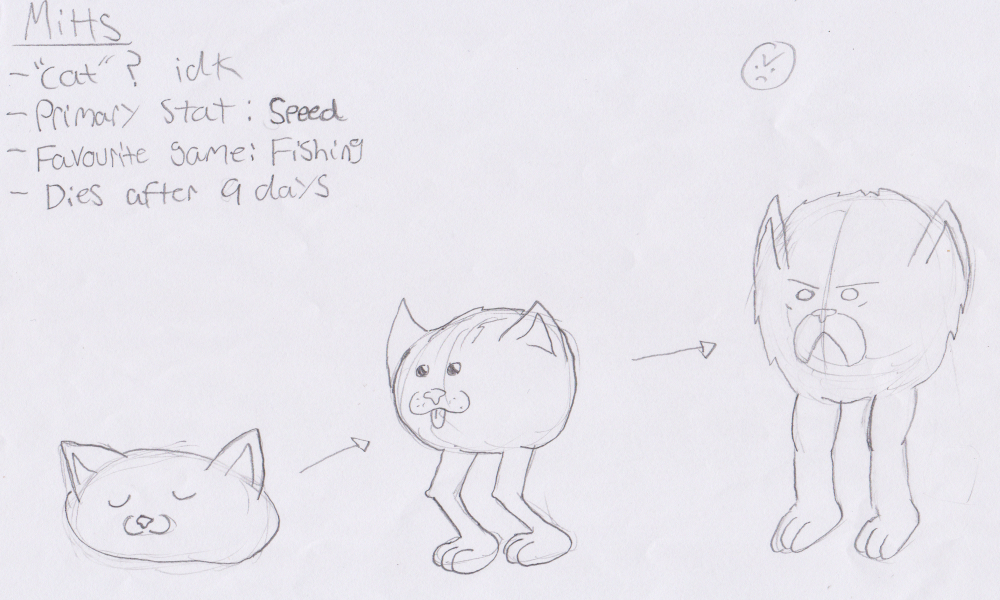 Mitts
- "cat"? idk
- Primary stat: Speed
- Favourite game: Fishing
- Dies after 9 days